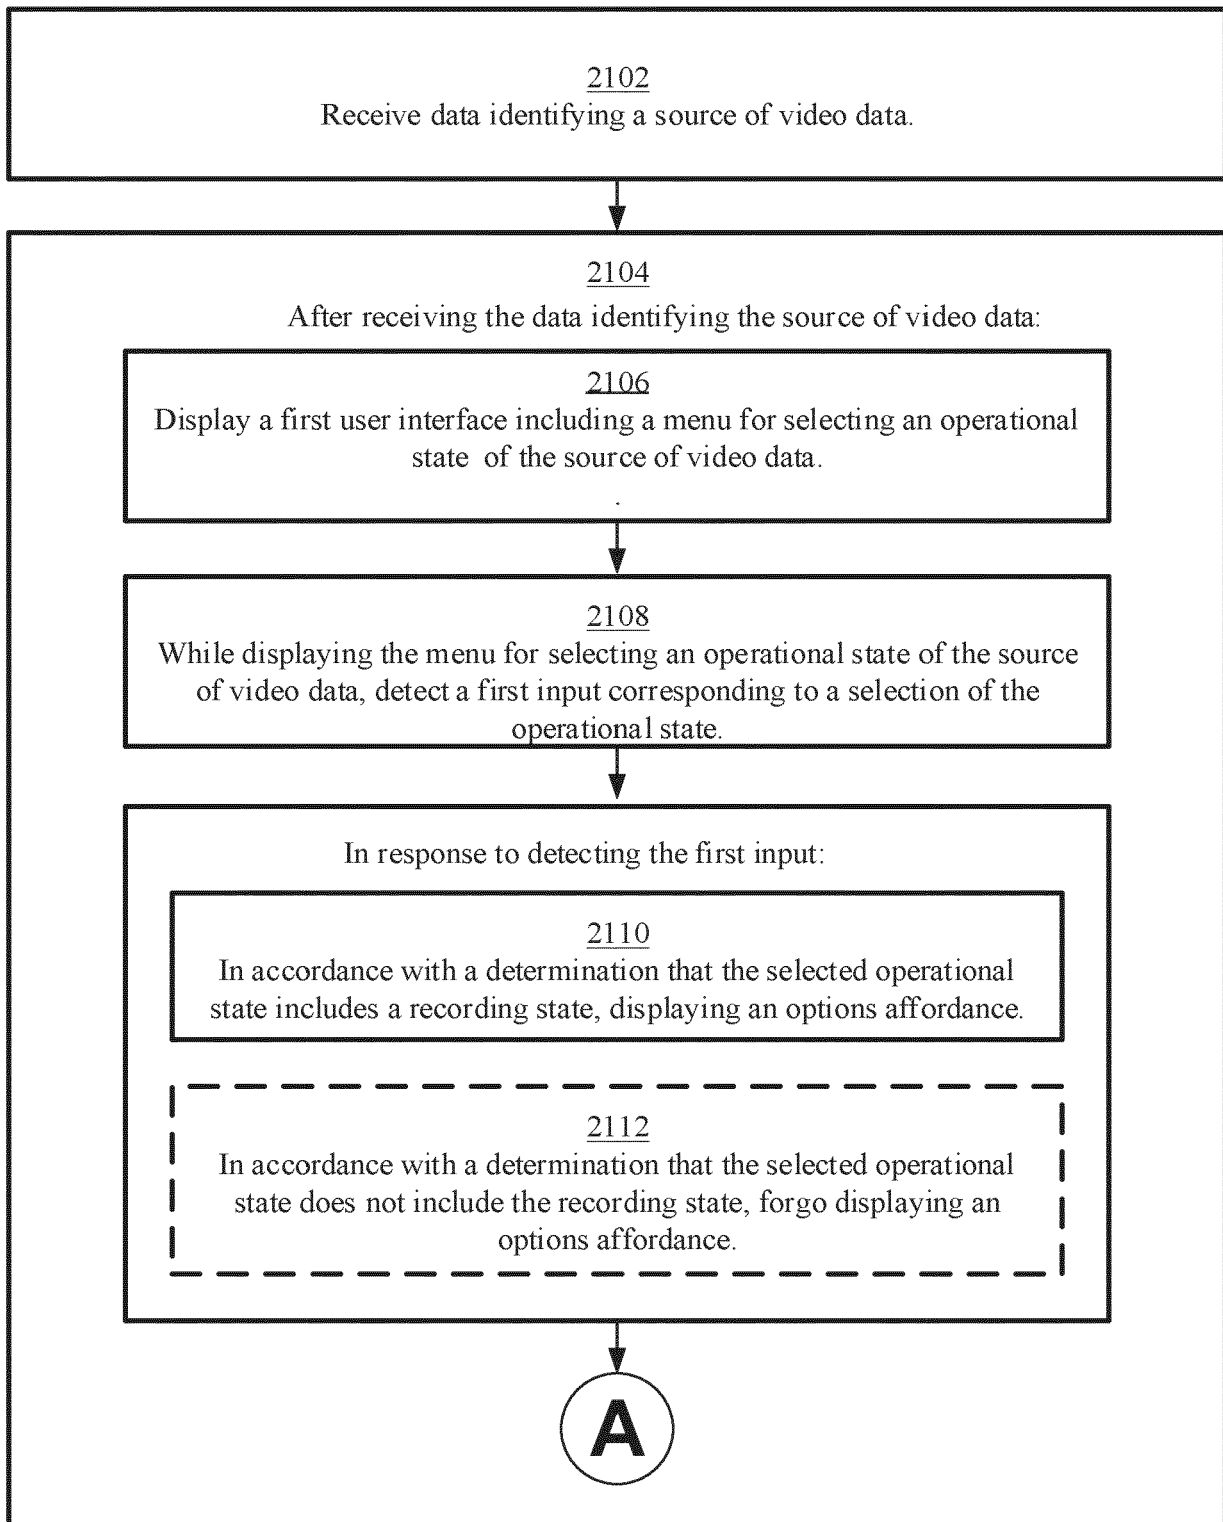 2102
Receive data identifying a source of video data.
2104
After receiving the data identifying the source of video data:
2106
Display a first user interface including a menu for selecting an operational
state of the source of video data.
.
2108
While displaying the menu for selecting an operational state of the source
of video data, detect a first input corresponding to a selection of the
operational state.
In response to detecting the first input:
2110
In accordance with a determination that the selected operational
state includes a recording state, displaying an options affordance.
2112
In accordance with a determination that the selected operational
state does not include the recording state, forgo displaying an
options affordance.
A